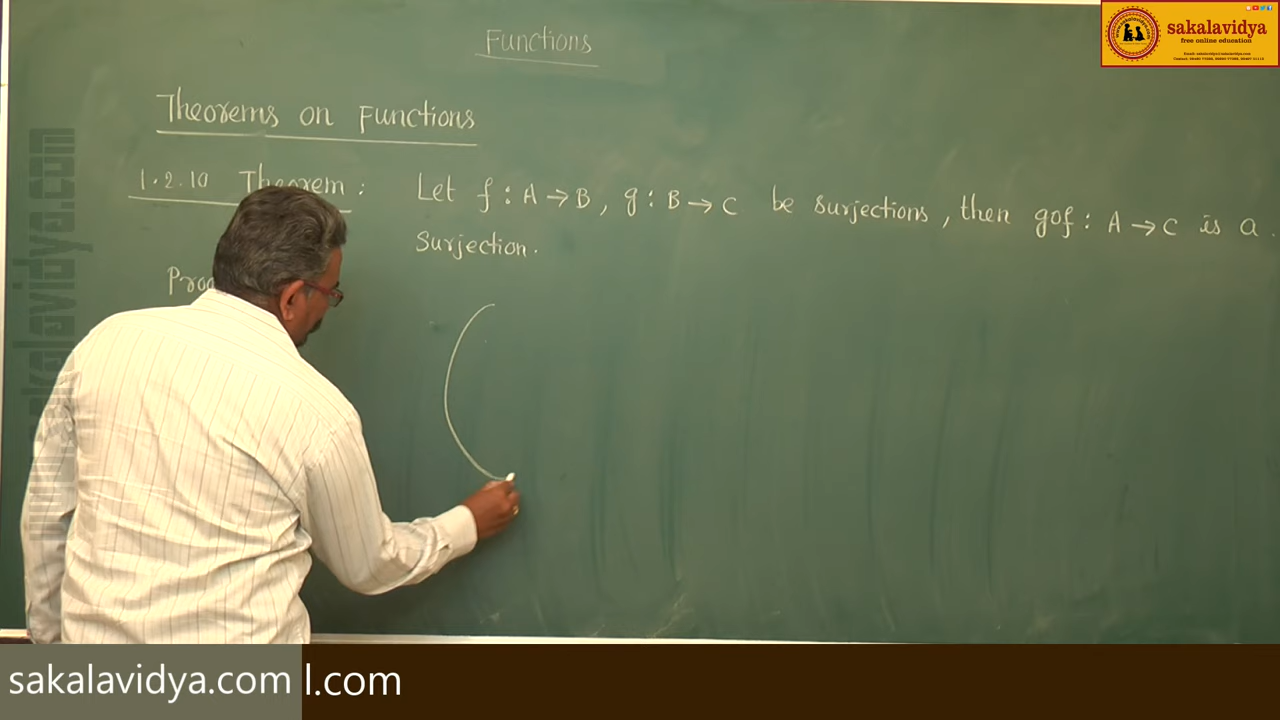 Functions
sakalavidya
free online education
Theorems on Functions
1.2.10 Theorem : Let f : A → B , g : B → C be surjections , then gof : A → C is a
surjection.
sakalavidya.com l.com